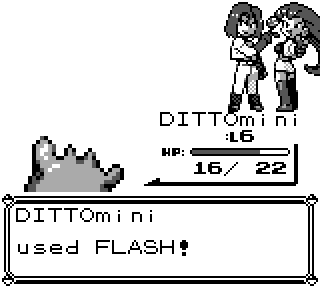 DITTOmini
:L6
HP:
16/ 22
DITTOmini
used FLASH!